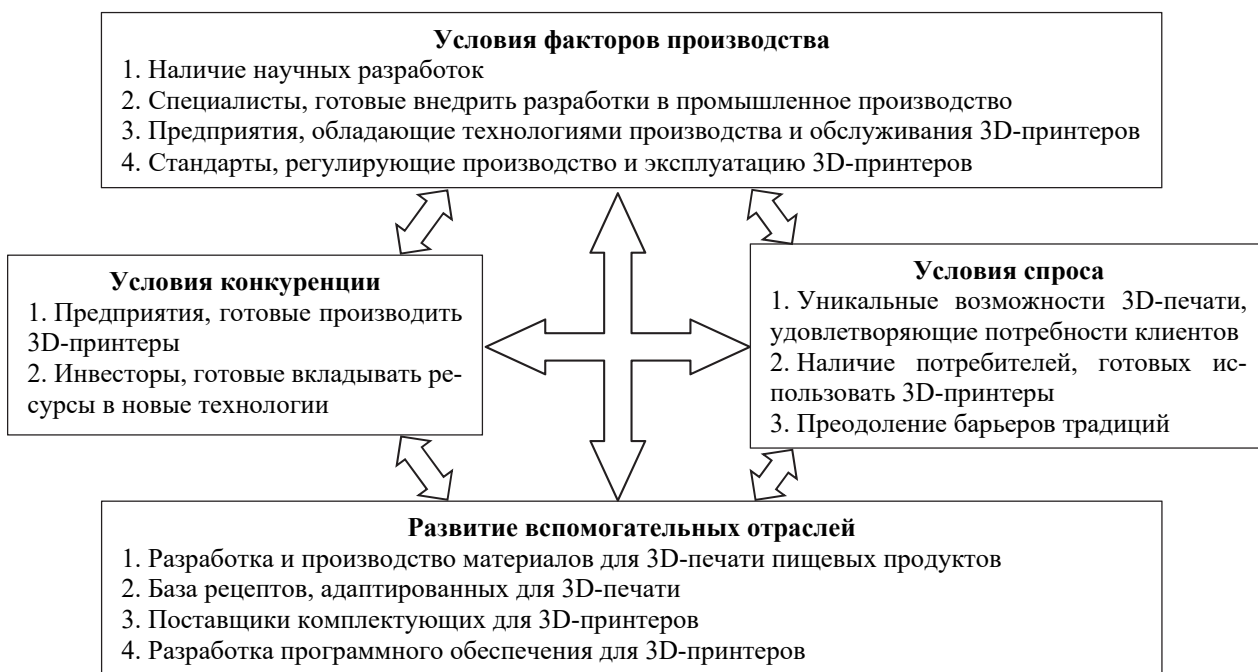 Условия факторов производства
1. Наличие научных разработок
2. Специалисты, готовые внедрить разработки в промышленное производство
3. Предприятия, обладающие технологиями производства и обслуживания 3D-принтеров
4. Стандарты, регулирующие производство и эксплуатацию 3D-принтеров
Условия конкуренции
1. Предприятия, готовые производить
3D-принтеры
2. Инвесторы, готовые вкладывать ре-
сурсы в новые технологии
Условия спроса
1. Уникальные возможности 3D-печати,
удовлетворяющие потребности клиентов
2. Наличие потребителей, готовых ис-
пользовать 3D-принтеры
3. Преодоление барьеров традиций
Развитие вспомогательных отраслей
1. Разработка и производство материалов для 3D-печати пищевых продуктов
2. База рецептов, адаптированных для 3D-печати
3. Поставщики комплектующих для 3D-принтеров
4. Разработка программного обеспечения для 3D-принтеров